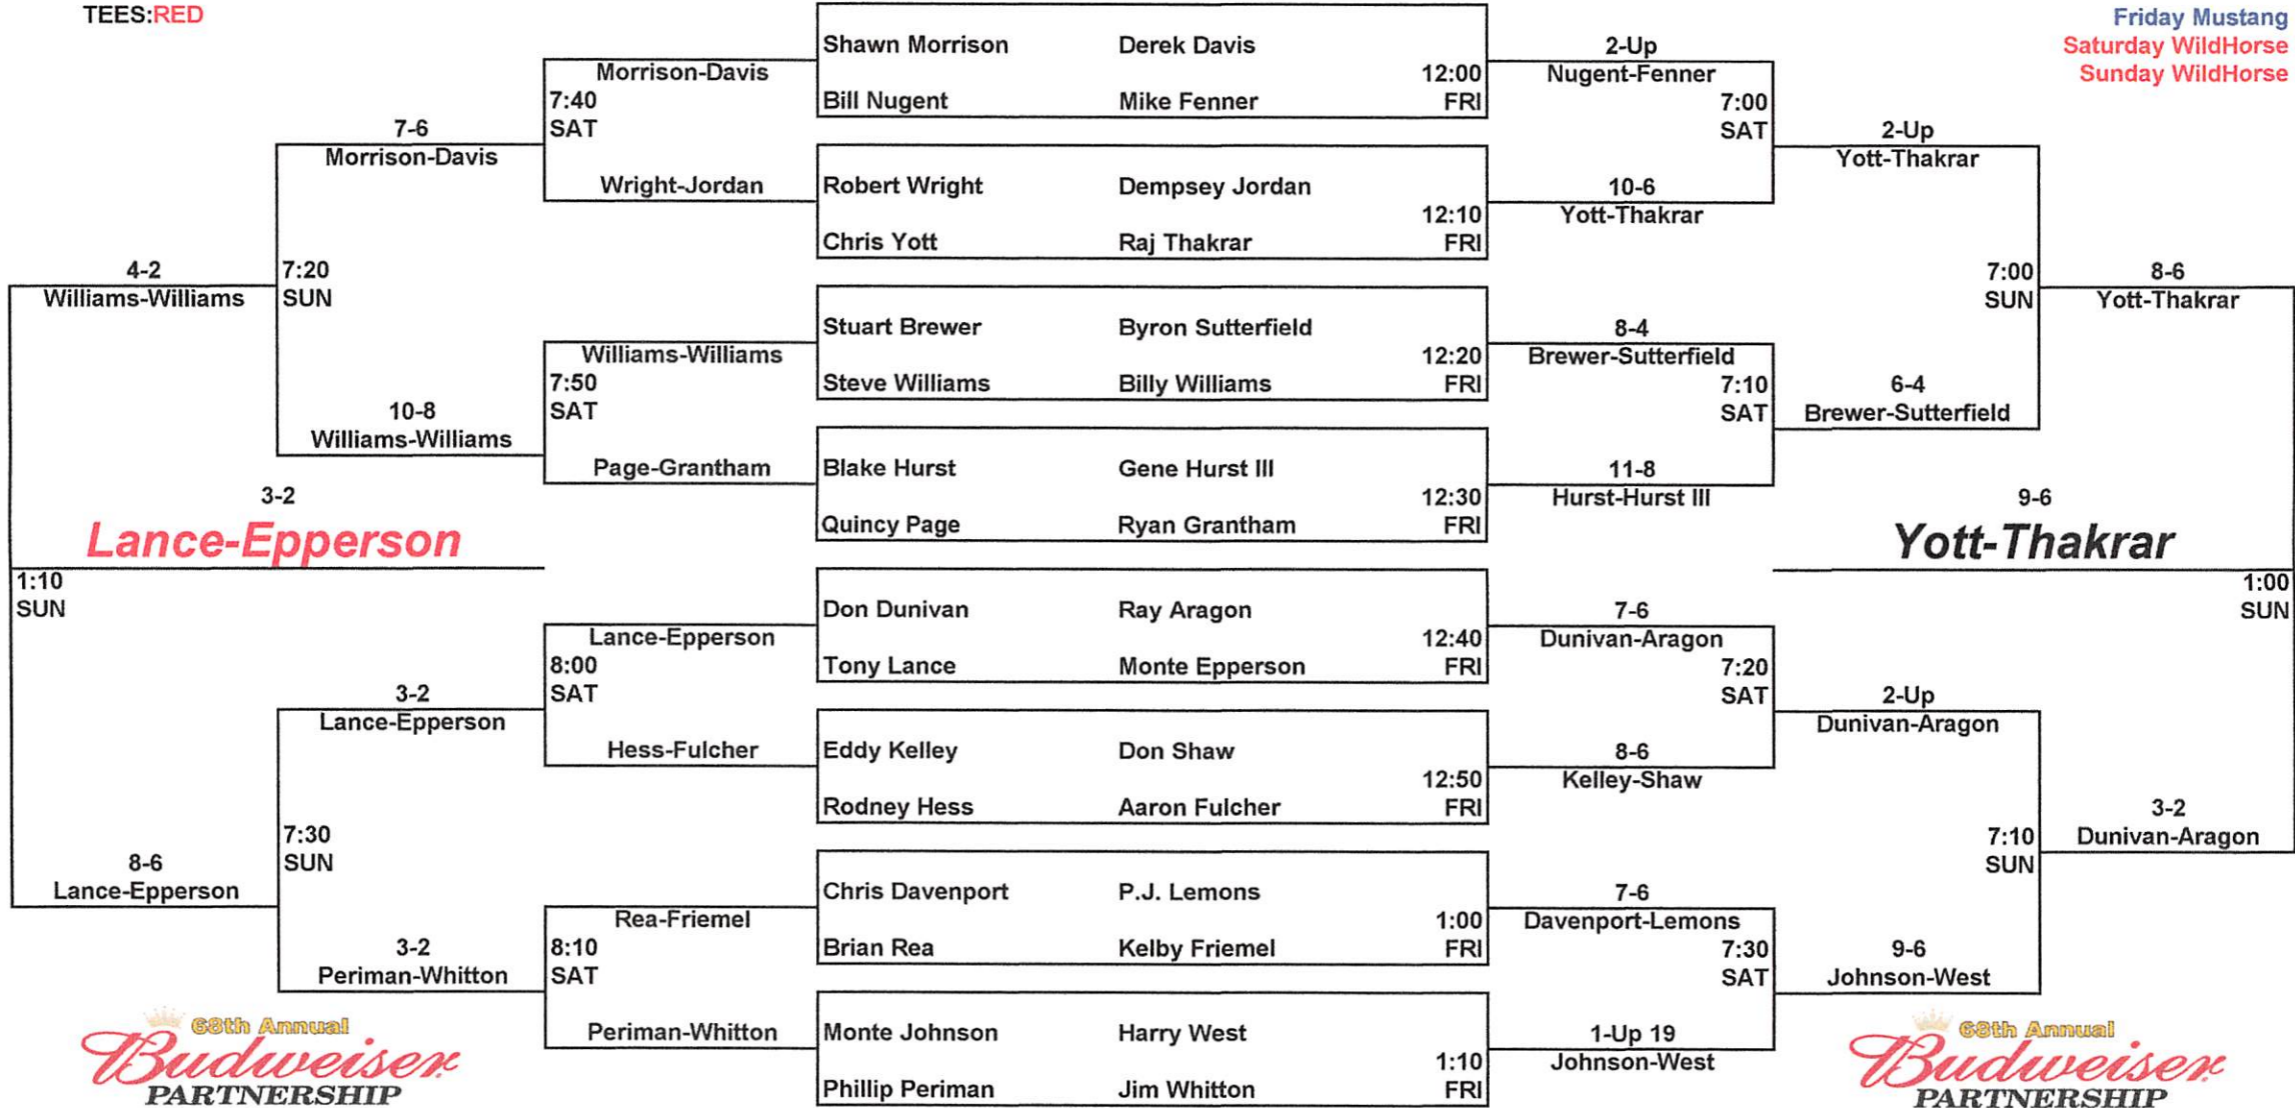 TEES:RED
Friday Mustang
Saturday WildHorse
Sunday WildHorse
Shawn Morrison Derek Davis
12:00
Bill Nugent Mike Fenner FRI
Robert Wright Dempsey Jordan
12:10
Chris Yott Raj Thakrar FRI
Stuart Brewer Byron Sutterfield
12:20
Steve Williams Billy Williams FRI
Blake Hurst Gene Hurst III
12:30
Quincy Page Ryan Grantham FRI
Don Dunivan Ray Aragon
12:40
Tony Lance Monte Epperson FRI
Eddy Kelley Don Shaw
12:50
Rodney Hess Aaron Fulcher FRI
Chris Davenport P.J. Lemons
1:00
Brian Rea Kelby Friemel FRI
Monte Johnson Harry West
1:10
Phillip Periman Jim Whitton FRI
Morrison-Davis
7:40
SAT
Wright-Jordan
Williams-Williams
7:50
SAT
Page-Grantham
Lance-Epperson
8:00
SAT
Hess-Fulcher
Rea-Friemel
8:10
SAT
Periman-Whitton
7-6
Morrison-Davis
7:20
SUN
10-8
Williams-Williams
3-2
Lance-Epperson
7:30
SUN
3-2
Periman-Whitton
4-2
Williams-Williams
3-2
Lance-Epperson
1:10
SUN
8-6
Lance-Epperson
2-Up
Nugent-Fenner
7:00
SAT
10-6
Yott-Thakrar
8-4
Brewer-Sutterfield
7:10
SAT
11-8
Hurst-Hurst III
7-6
Dunivan-Aragon
7:20
SAT
8-6
Kelley-Shaw
7-6
Davenport-Lemons
7:30
SAT
1-Up 19
Johnson-West
2-Up
Yott-Thakrar
7:00
SUN
6-4
Brewer-Sutterfield
2-Up
Dunivan-Aragon
7:10
SUN
9-6
Johnson-West
8-6
Yott-Thakrar
9-6
Yott-Thakrar
1:00
SUN
3-2
Dunivan-Aragon
68th Annual
Budweiser
PARTNERSHIP
68th Annual
Budweiser
PARTNERSHIP